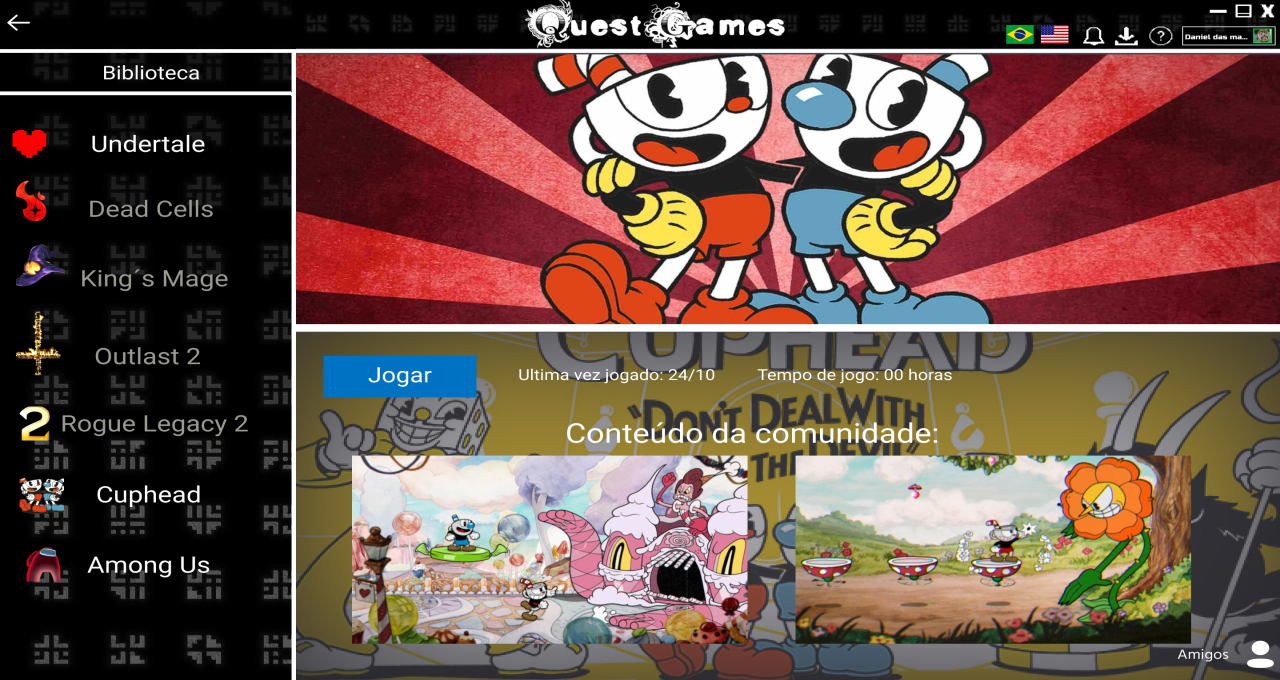 Quest Games
Daniel das ma...
Biblioteca
Undertale
Dead Cells
King´s Mage
Outlast 2
2 Rogue Legacy 2
Cuphead
Among Us
CUPHEAD
Jogar
Ultima vez jogado: 24/10
Tempo de jogo: 00 horas
"DON'T DEAL WITH
THE DEVIL"
Conteúdo da comunidade:
Amigos